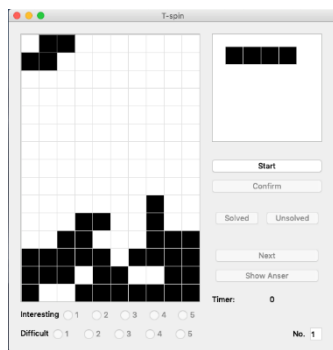 T-spin
Start
Confirm
Solved Unsolved
Next
Show Anser
Timer: 0
Interesting 1 2 3 4 5
Difficult 1 2 3 4 5
No. 1